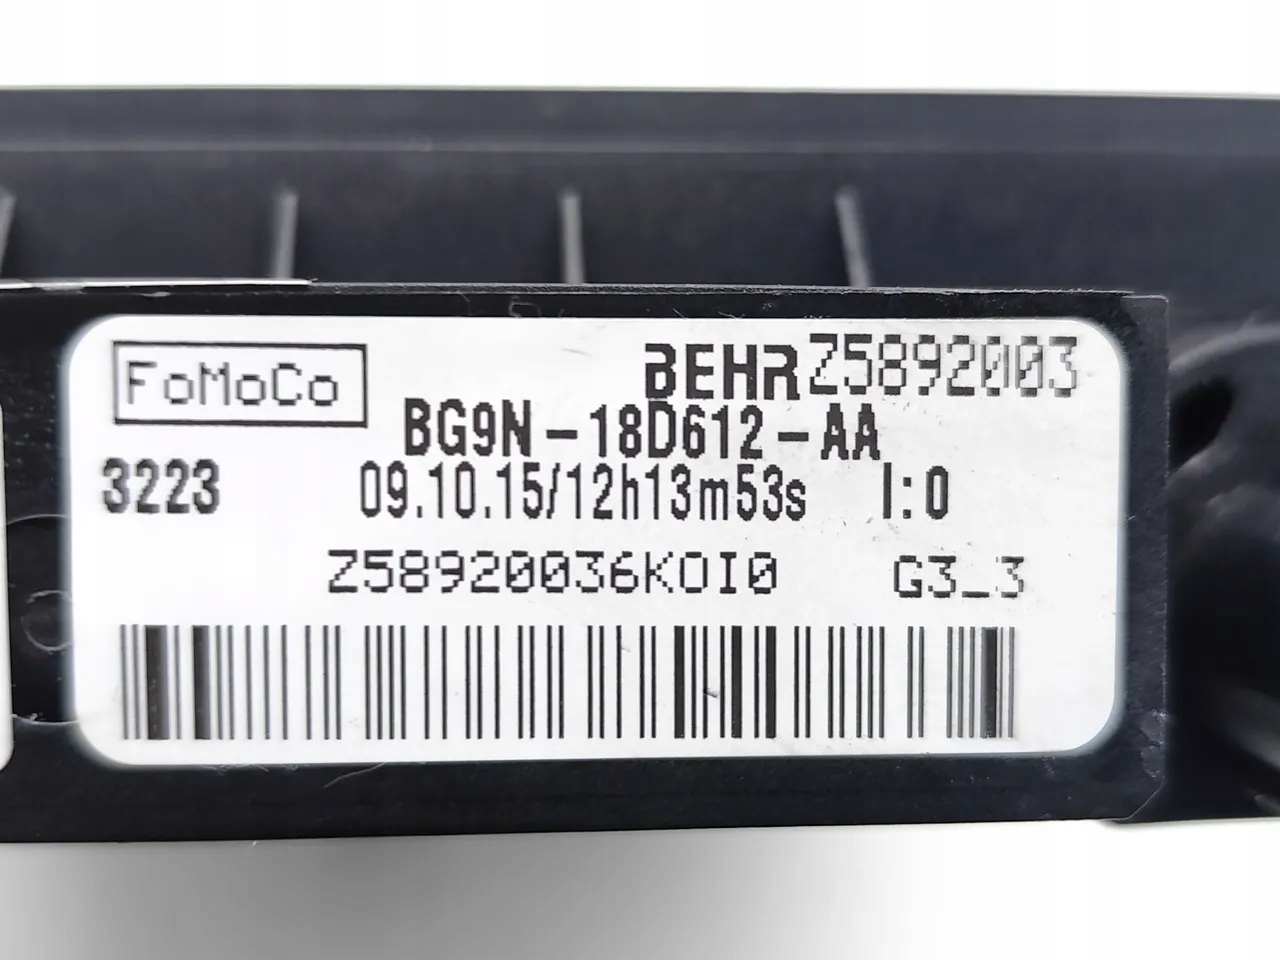 FoMoCo BEHR Z5892003
BG9N-18D612-AA
3223 09.10.15/12h13m53s I:0
Z58920036KOI0 G3_3